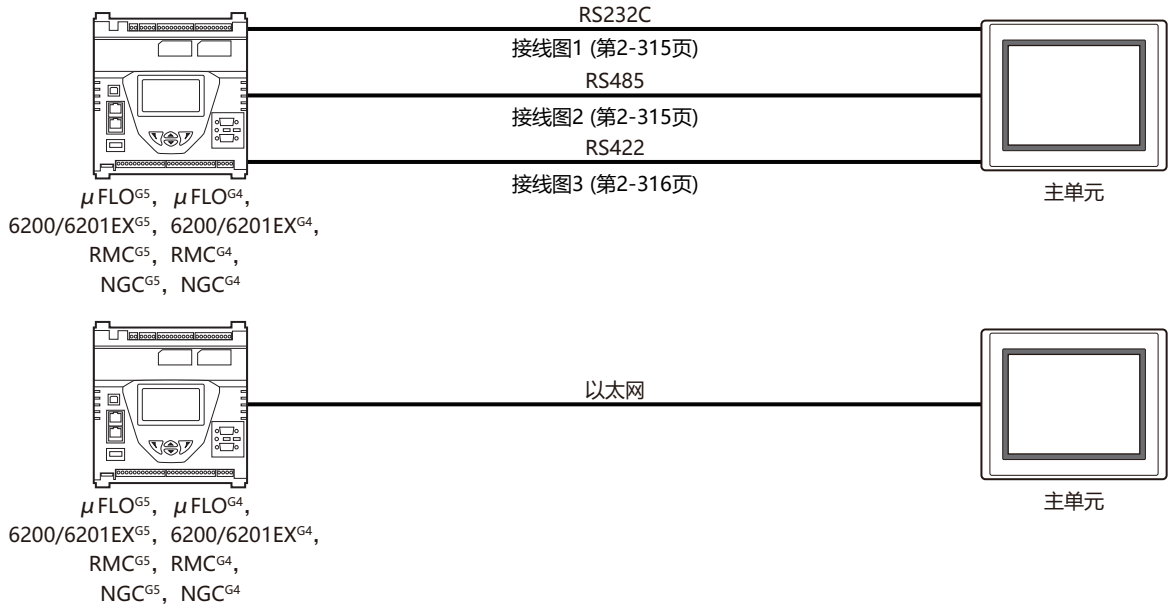 RS232C
接线图1 (第2-315页)
RS485
接线图2 (第2-315页)
RS422
接线图3 (第2-316页)
μFLOG5，μFLOG4，
6200/6201EXG5，6200/6201EXG4，
RMCG5，RMCG4，
NGCG5，NGCG4
主单元
以太网
μFLOG5，μFLOG4，
6200/6201EXG5，6200/6201EXG4，
RMCG5，RMCG4，
NGCG5，NGCG4
主单元